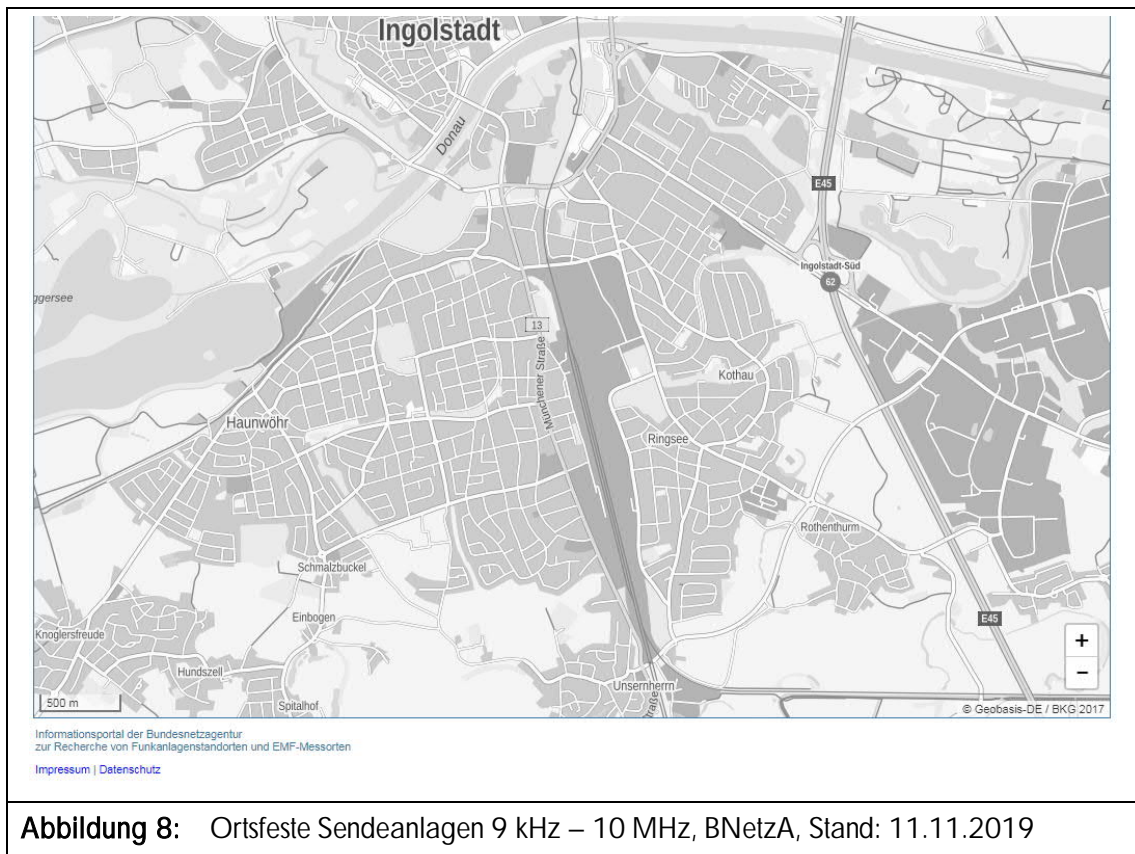 Ingolstadt
Donau
E45
Ingolstadt-Süd
62
ggersee
13
Münchener Straße
Kothau
Haunwöhr
Ringsee
Rothenthurm
Schmalzbuckel
Einbogen
E45
Knoglersfreude
Hundszell
Unsernherrn
Spitalhof
Straße
+
−
500 m
© Geobasis-DE / BKG 2017
Informationsportal der Bundesnetzagentur
zur Recherche von Funkanlagenstandorten und EMF-Messorten
Impressum | Datenschutz
Abbildung 8: Ortsfeste Sendeanlagen 9 kHz – 10 MHz, BNetzA, Stand: 11.11.2019